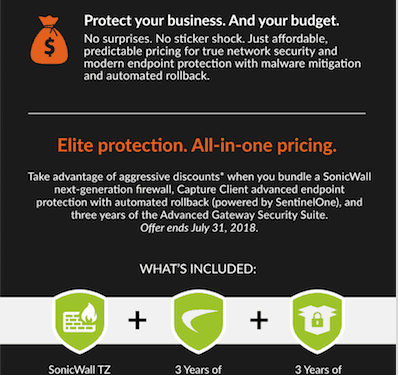 Protect your business. And your budget.
No surprises. No sticker shock. Just affordable,
predictable pricing for true network security and
modern endpoint protection with malware mitigation
and automated rollback.
Elite protection. All-in-one pricing.
Take advantage of aggressive discounts* when you bundle a SonicWall
next-generation firewall, Capture Client advanced endpoint
protection with automated rollback (powered by SentinelOne), and
three years of the Advanced Gateway Security Suite.
Offer ends July 31, 2018.
WHAT'S INCLUDED:
$
+ +
SonicWall TZ 3 Years of 3 Years of